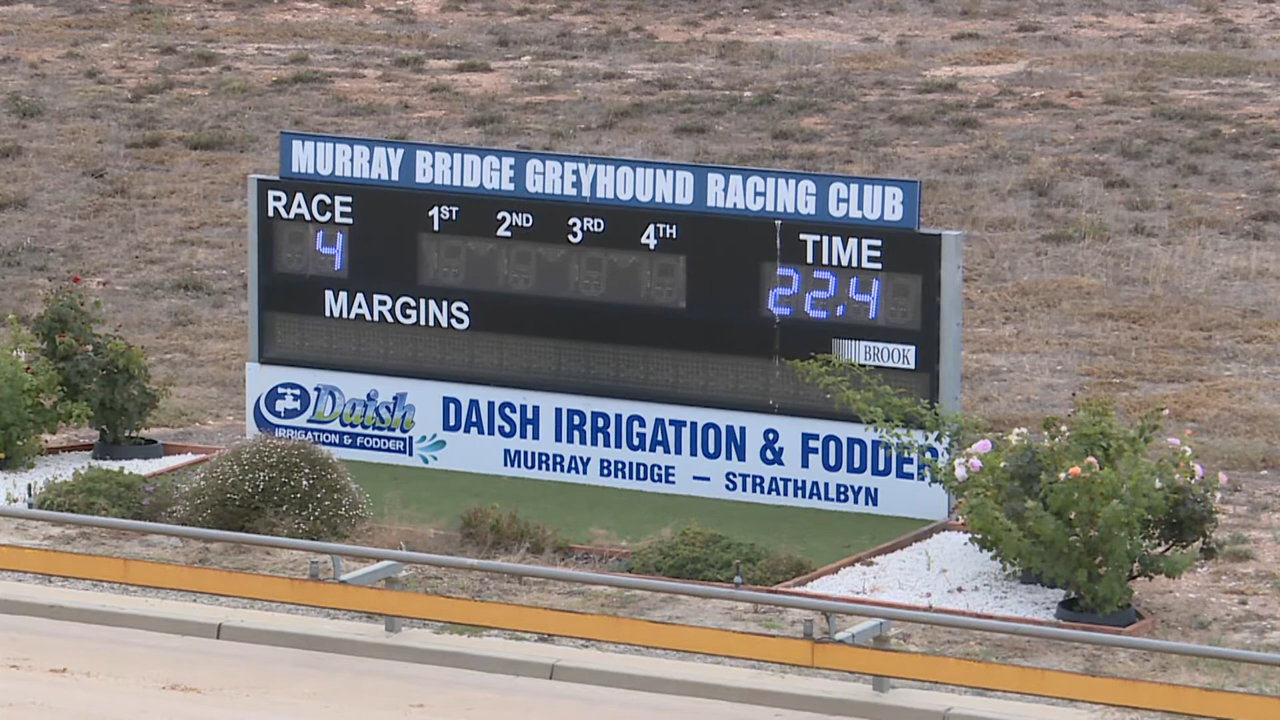 MURRAY BRIDGE GREYHOUND RACING CLUB
RACE 1ST 2ND 3RD 4TH TIME
4 22.4
MARGINS
BROOK
Daish
IRRIGATION & FODDER
DAISH IRRIGATION & FODDER
MURRAY BRIDGE — STRATHALBYN